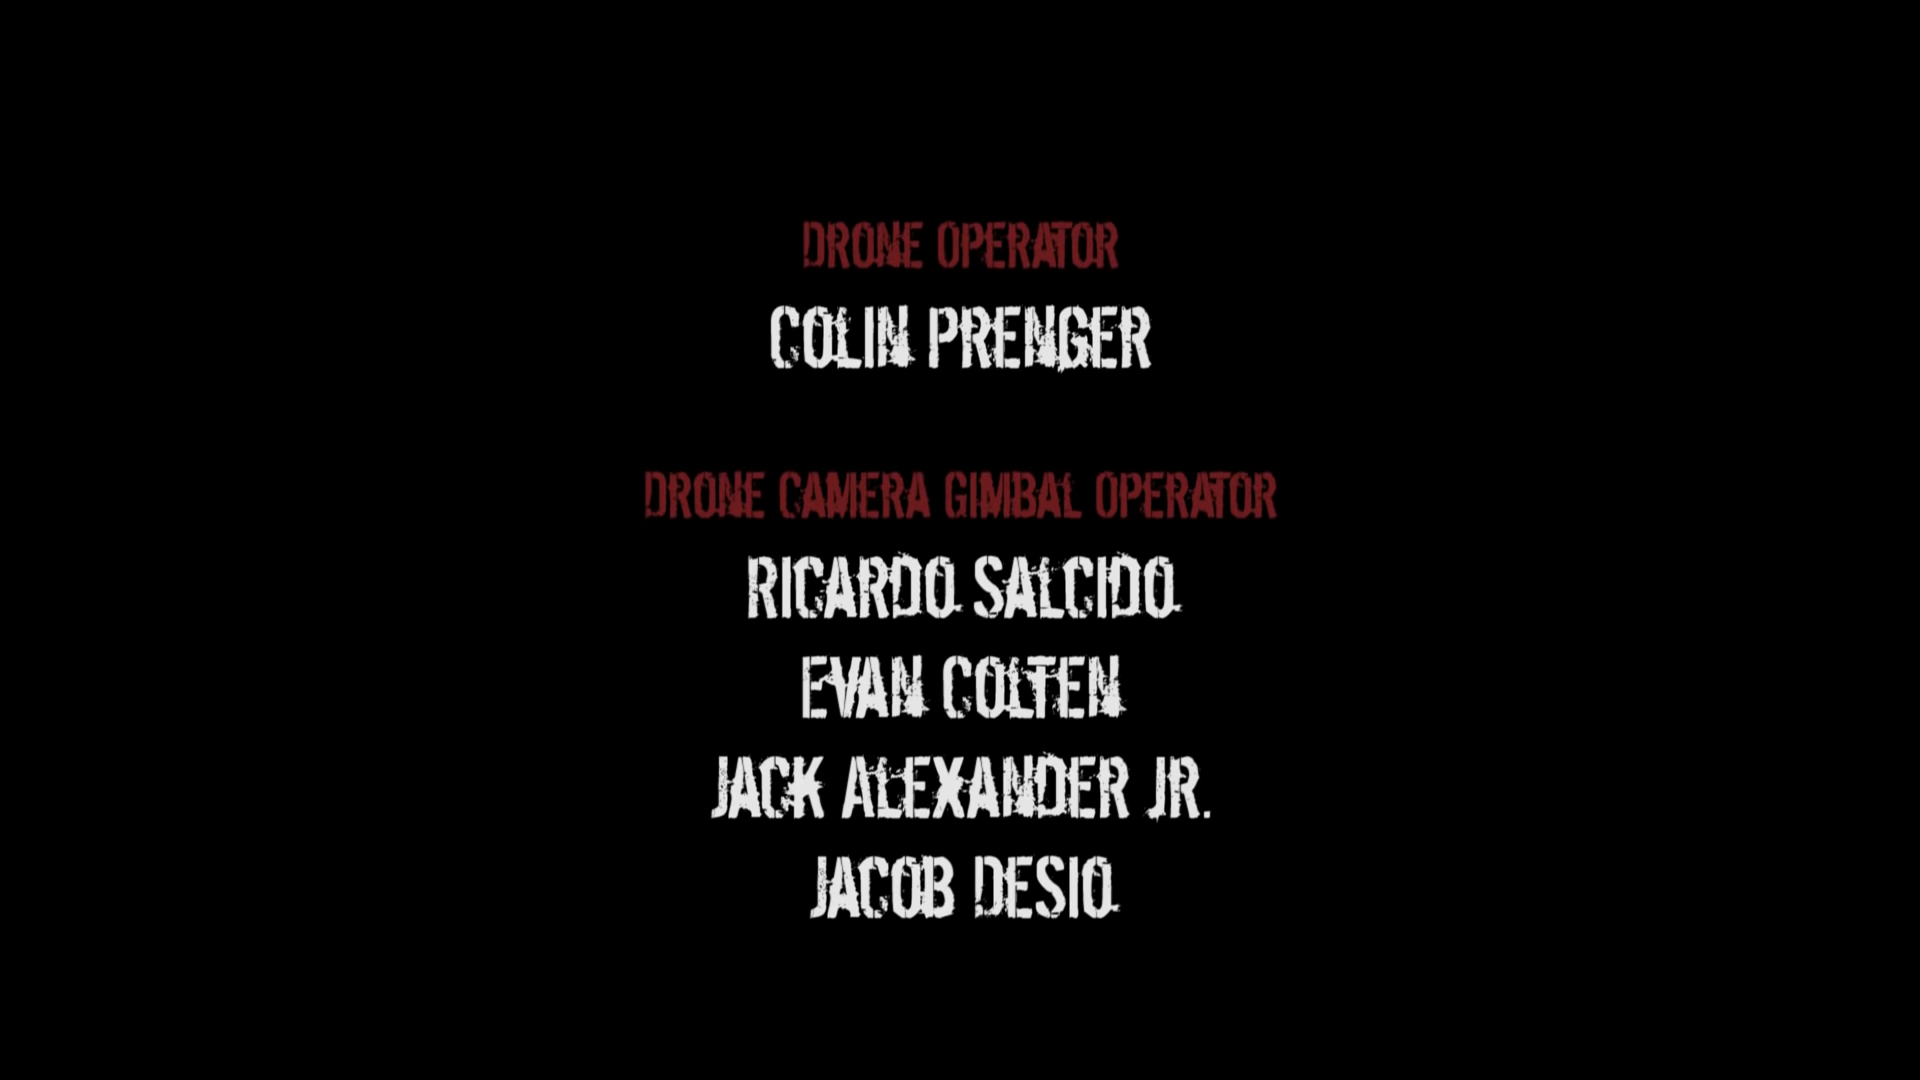 DRONE OPERATOR
COLIN PRENGER
DRONE CAMERA GIMBAL OPERATOR
RICARDO SALCIDO
EVAN COLTEN
JACK ALEXANDER JR.
JACOB DESIO